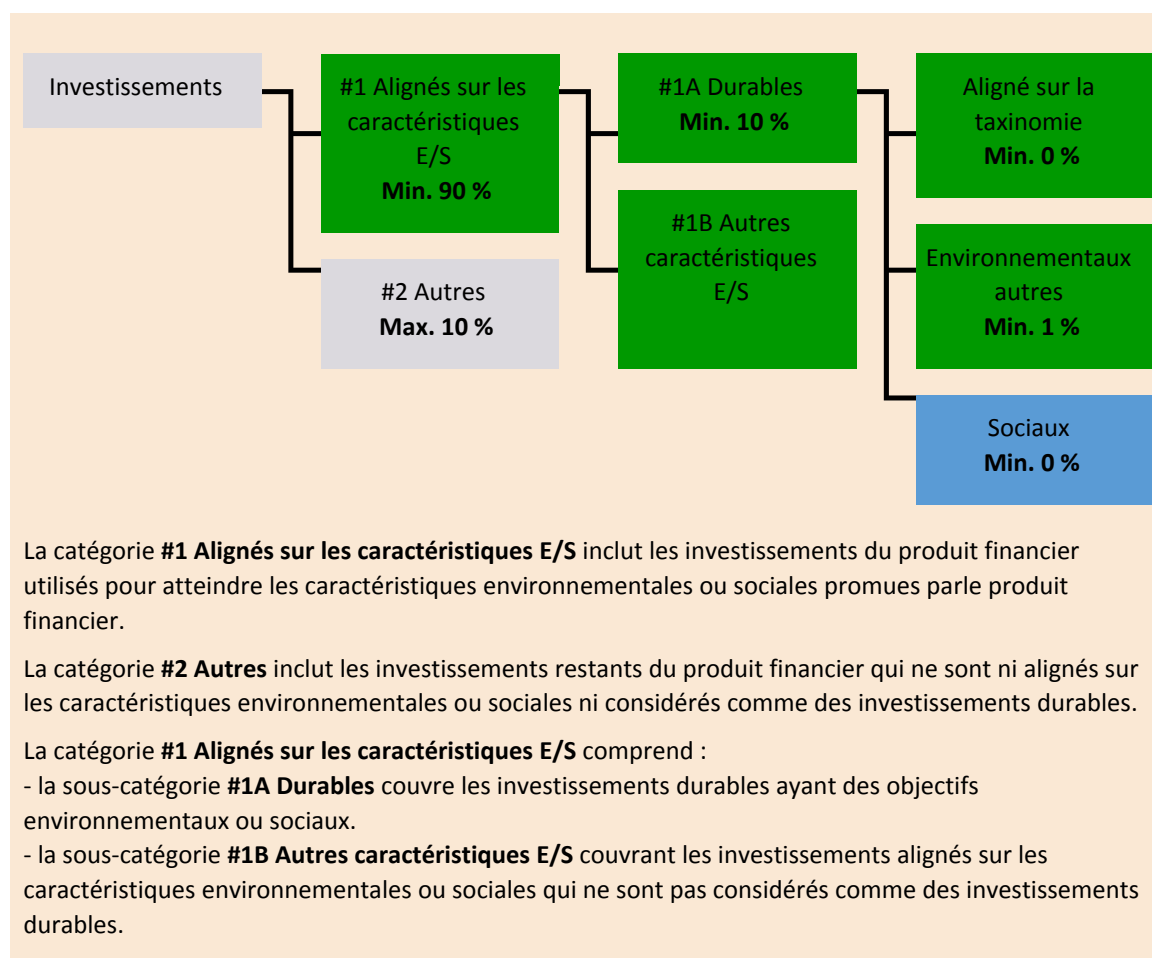 Investissements
#1 Alignés sur les
caractéristiques
E/S
Min. 90 %
#2 Autres
Max. 10 %
#1A Durables
Min. 10 %
#1B Autres
caractéristiques
E/S
Aligné sur la
taxinomie
Min. 0 %
Environnementaux
autres
Min. 1 %
Sociaux
Min. 0 %
La catégorie #1 Alignés sur les caractéristiques E/S inclut les investissements du produit financier
utilisés pour atteindre les caractéristiques environnementales ou sociales promues parle produit
financier.
La catégorie #2 Autres inclut les investissements restants du produit financier qui ne sont ni alignés sur
les caractéristiques environnementales ou sociales ni considérés comme des investissements durables.
La catégorie #1 Alignés sur les caractéristiques E/S comprend :
- la sous-catégorie #1A Durables couvre les investissements durables ayant des objectifs
environnementaux ou sociaux.
- la sous-catégorie #1B Autres caractéristiques E/S couvrant les investissements alignés sur les
caractéristiques environnementales ou sociales qui ne sont pas considérés comme des investissements
durables.